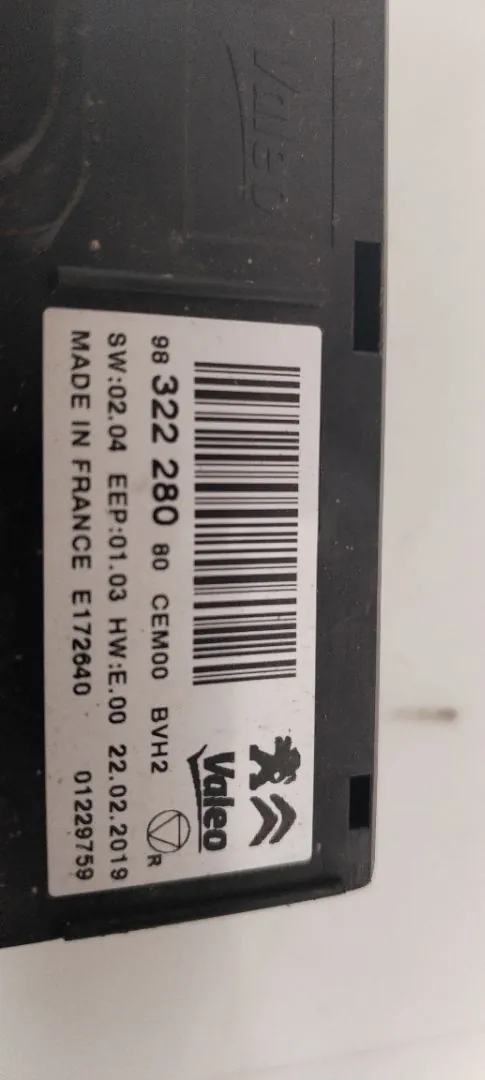 Valeo
98 322 280 80 CEM00 BVH2
R
Valeo
SW:02.04 EEP:01.03 HW:E.00 22.02.2019
MADE IN FRANCE E172640 01229759